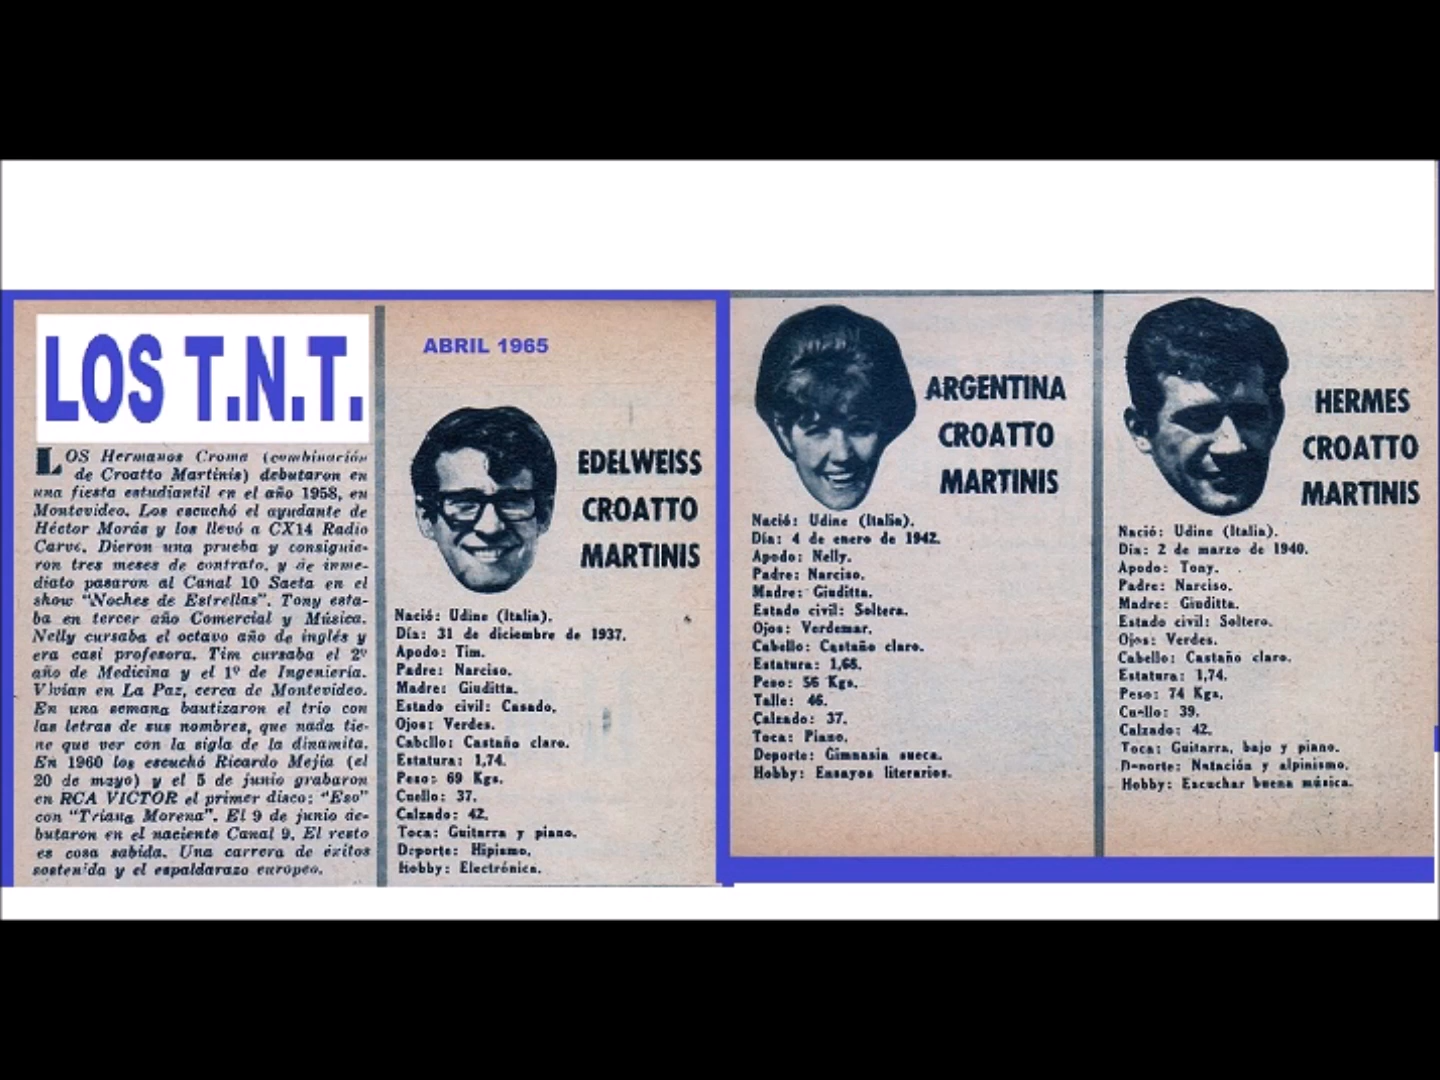 LOS T.N.T.
LOS Hermanos Croma (combinación
de Croatto Martinis) debutaron en
una fiesta estudiantil en el año 1958, en
Montevideo. Los escuchó el ayudante de
Héctor Morás y los llevó a CX14 Radio
Carve. Dieron una prueba y consiguie-
ron tres meses de contrato, y de inme-
diato pasaron al Canal 10 Saeta en el
show "Noches de Estrellas". Tony esta-
ba en tercer año Comercial y Música.
Nelly cursaba el octavo año de inglés y
era casi profesora. Tim cursaba el 2º
año de Medicina y el 1º de Ingeniería.
Vivían en La Paz, cerca de Montevideo.
En una semana bautizaron el trío con
las letras de sus nombres, que nada tie-
ne que ver con la sigla de la dinamita.
En 1960 los escuchó Ricardo Mejía (el
20 de mayo) y el 5 de junio grabaron
en RCA VICTOR el primer disco: "Eso"
con "Triana Morena". El 9 de junio de-
butaron en el naciente Canal 9. El resto
es cosa sabida. Una carrera de éxitos
sostenida y el espaldarazo europeo.
ABRIL 1965
EDELWEISS
CROATTO
MARTINIS
Nació: Udine (Italia).
Día: 31 de diciembre de 1937.
Apodo: Tim.
Padre: Narciso.
Madre: Giuditta.
Estado civil: Casado.
Ojos: Verdes.
Cabello: Castaño claro.
Estatura: 1,74.
Peso: 69 Kgs.
Cuello: 37.
Calzado: 42.
Toca: Guitarra y piano.
Deporte: Hipismo.
Hobby: Electrónica.
ARGENTINA
CROATTO
MARTINIS
Nació: Udine (Italia).
Día: 4 de enero de 1942.
Apodo: Nelly.
Padre: Narciso.
Madre: Giuditta.
Estado civil: Soltera.
Ojos: Verdemar.
Cabello: Castaño claro.
Estatura: 1,68.
Peso: 56 Kgs.
Talle: 46.
Calzado: 37.
Toca: Piano.
Deporte: Gimnasia sueca.
Hobby: Ensayos literarios.
HERMES
CROATTO
MARTINIS
Nació: Udine (Italia).
Día: 2 de marzo de 1940.
Apodo: Tony.
Padre: Narciso.
Madre: Giuditta.
Estado civil: Soltero.
Ojos: Verdes.
Cabello: Castaño claro.
Estatura: 1,74.
Peso: 74 Kgs.
Cuello: 39.
Calzado: 42.
Toca: Guitarra, bajo y piano.
Deporte: Natación y alpinismo.
Hobby: Escuchar buena música.